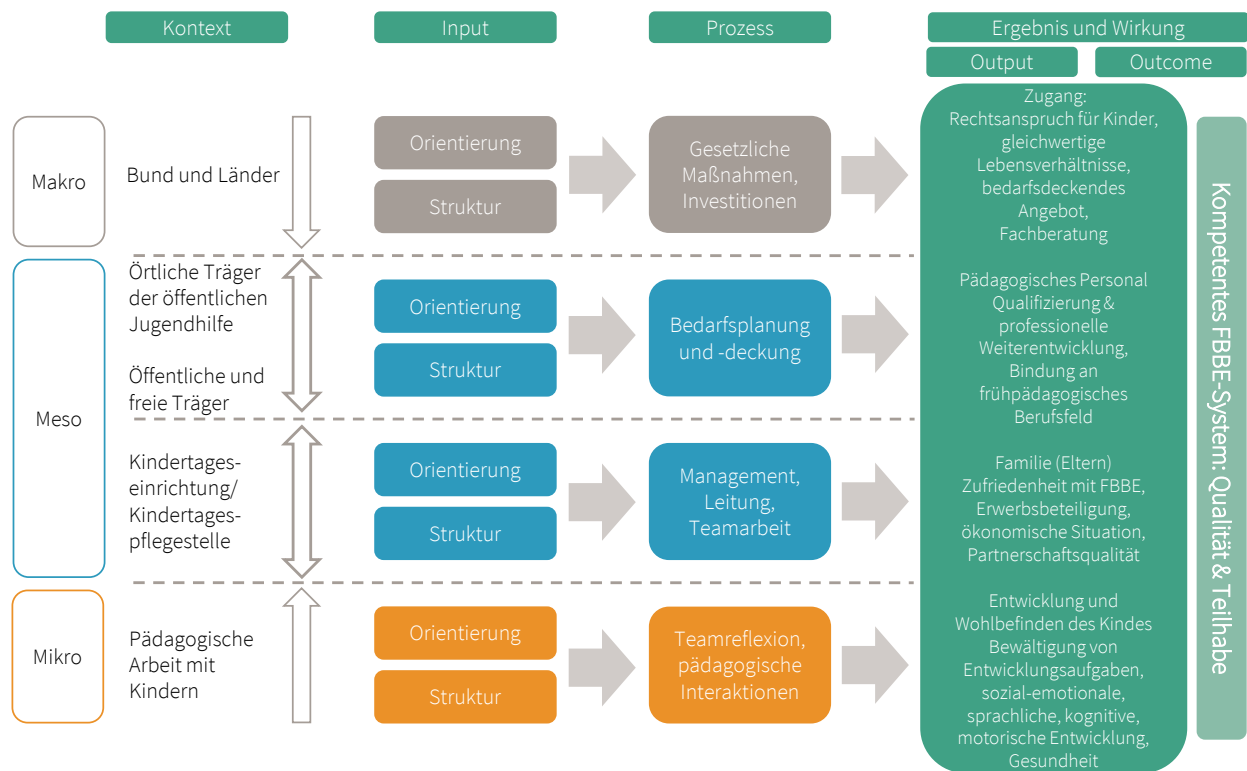 Kontext
Input
Prozess
Ergebnis und Wirkung
Output
Outcome
Makro
Bund und Länder
Orientierung
Struktur
Gesetzliche
Maßnahmen,
Investitionen
Zugang:
Rechtsanspruch für Kinder,
gleichwertige
Lebensverhältnisse,
bedarfsdeckendes
Angebot,
Fachberatung
Meso
Örtliche Träger
der öffentlichen
Jugendhilfe
Öffentliche und
freie Träger
Orientierung
Struktur
Bedarfsplanung
und -deckung
Pädagogisches Personal
Qualifizierung &
professionelle
Weiterentwicklung,
Bindung an
frühpädagogisches
Berufsfeld
Kindertages-
einrichtung/
Kindertages-
pflegestelle
Orientierung
Struktur
Management,
Leitung,
Teamarbeit
Familie (Eltern)
Zufriedenheit mit FBBE,
Erwerbsbeteiligung,
ökonomische Situation,
Partnerschaftsqualität
Mikro
Pädagogische
Arbeit mit
Kindern
Orientierung
Struktur
Teamreflexion,
pädagogische
Interaktionen
Entwicklung und
Wohlbefinden des Kindes
Bewältigung von
Entwicklungsaufgaben,
sozial-emotionale,
sprachliche, kognitive,
motorische Entwicklung,
Gesundheit
Kompetentes FBBE-System: Qualität & Teilhabe